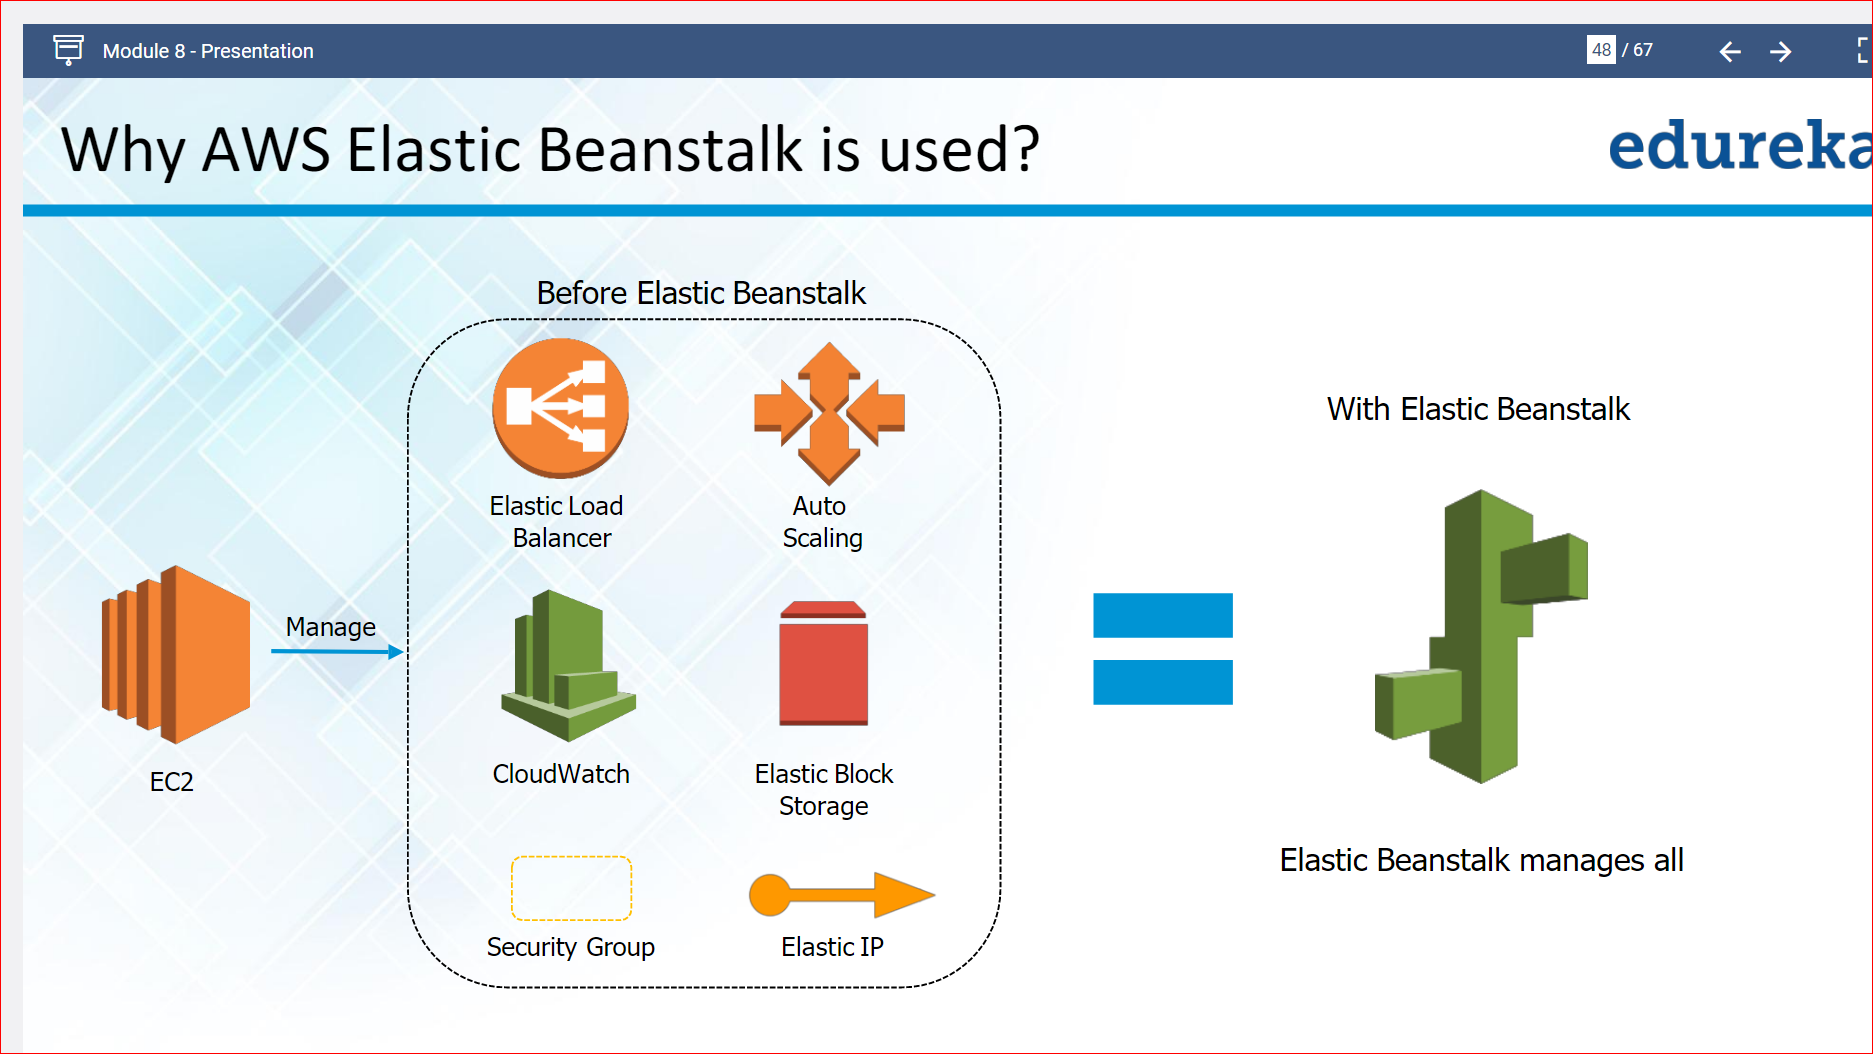 Module 8 - Presentation
48 / 67
Why AWS Elastic Beanstalk is used?
edureka
Before Elastic Beanstalk
With Elastic Beanstalk
Elastic Load
Balancer
Auto
Scaling
Manage
EC2
CloudWatch
Elastic Block
Storage
Security Group
Elastic IP
Elastic Beanstalk manages all